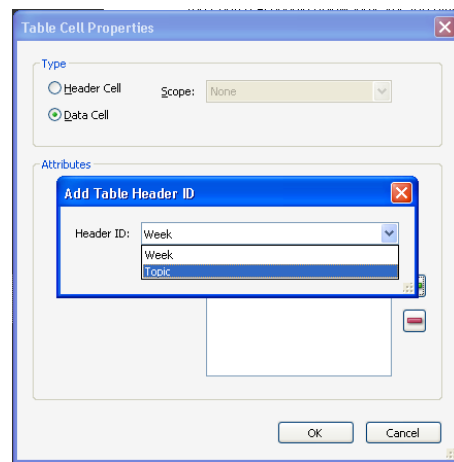 Table Cell Properties
Type
Header Cell Scope: None
Data Cell
Attributes
Add Table Header ID
Header ID: Week
Week
Topic
OK Cancel